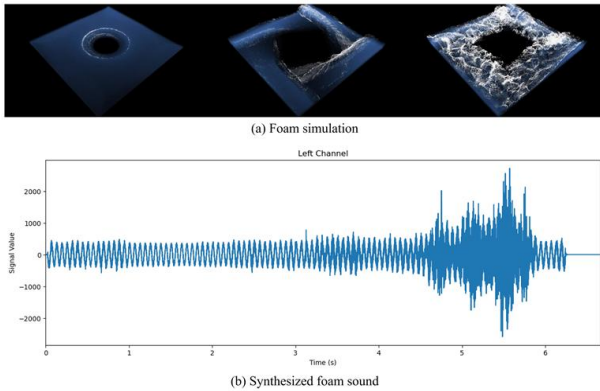 (a) Foam simulation
Left Channel
2000
1000
0
−1000
−2000
Signal Value
0 1 2 3 4 5 6
Time (s)
(b) Synthesized foam sound